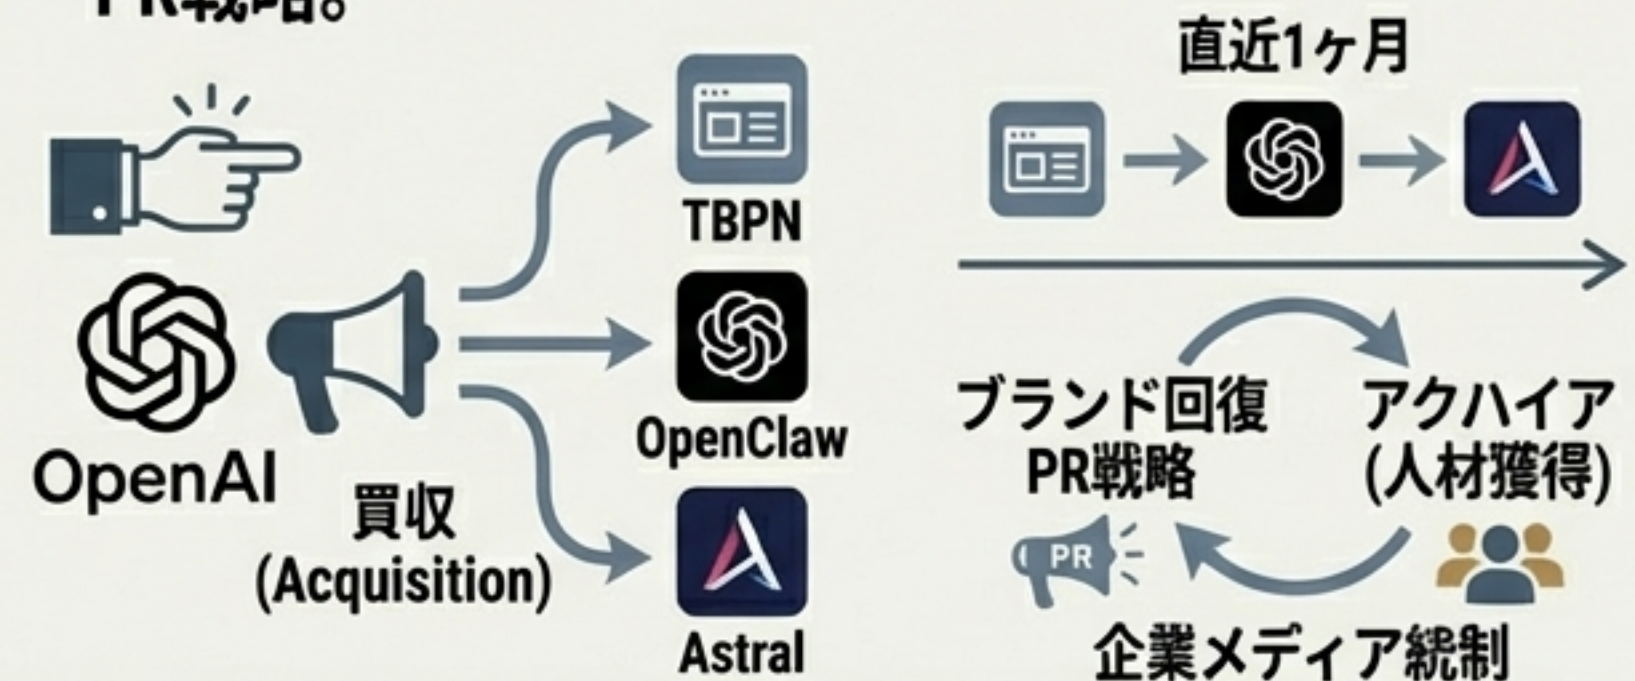 PR戦略。
OpenAI
買収
(Acquisition)
TBPN
OpenClaw
Astral
直近1ヶ月
ブランド回復
PR戦略
アクハイア
(人材獲得)
PR
企業メディア統制